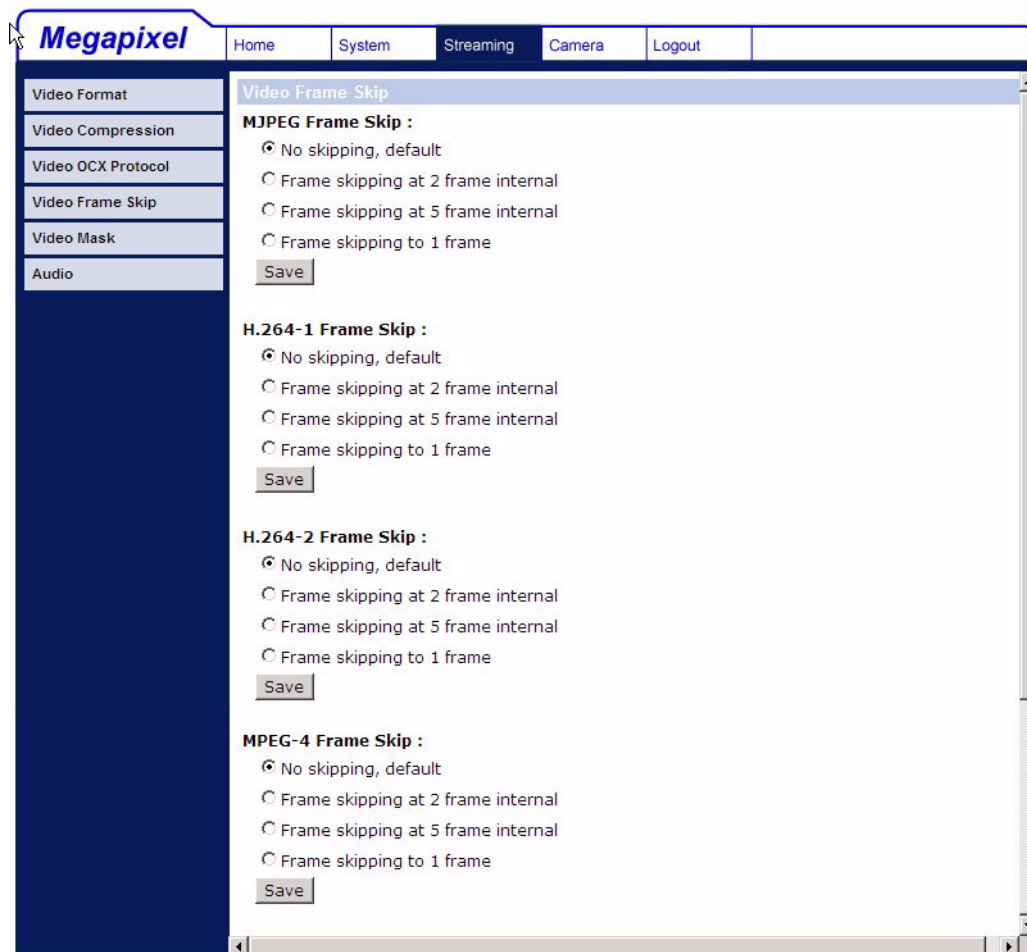 Megapixel
Home System Streaming Camera Logout
Video Format
Video Compression
Video OCX Protocol
Video Frame Skip
Video Mask
Audio
Video Frame Skip
MJPEG Frame Skip :
No skipping, default
Frame skipping at 2 frame internal
Frame skipping at 5 frame internal
Frame skipping to 1 frame
Save
H.264-1 Frame Skip :
No skipping, default
Frame skipping at 2 frame internal
Frame skipping at 5 frame internal
Frame skipping to 1 frame
Save
H.264-2 Frame Skip :
No skipping, default
Frame skipping at 2 frame internal
Frame skipping at 5 frame internal
Frame skipping to 1 frame
Save
MPEG-4 Frame Skip :
No skipping, default
Frame skipping at 2 frame internal
Frame skipping at 5 frame internal
Frame skipping to 1 frame
Save